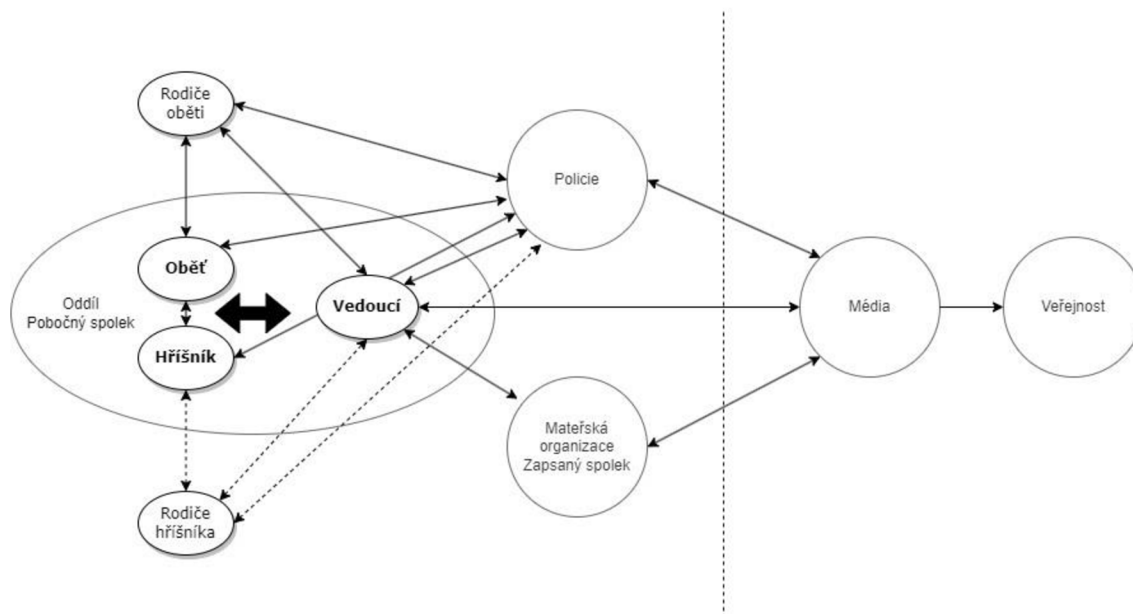 Rodiče
oběti
Policie
Oběť
Oddíl
Pobočný spolek
Vedoucí
Média
Veřejnost
Hříšník
Mateřská
organizace
Zapsaný spolek
Rodiče
hříšníka